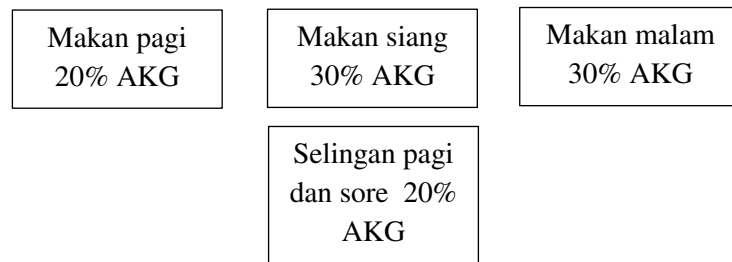 Makan pagi
20% AKG
Makan siang
30% AKG
Makan malam
30% AKG
Selingan pagi
dan sore 20%
AKG